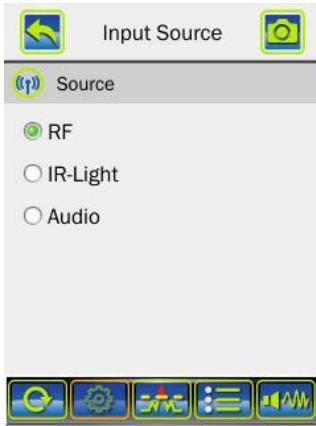 Input Source
Source
RF
IR-Light
Audio